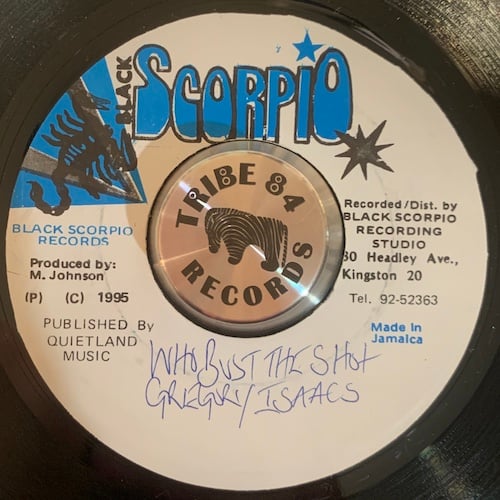 BLACK
SCORPIO
BLACK SCORPIO
RECORDS
Produced by:
M. Johnson
(P) (C) 1995
PUBLISHED By
QUIETLAND
MUSIC
TRIBE 84
RECORDS
Recorded/Dist. by
BLACK SCORPIO
RECORDING
STUDIO
30 Headley Ave.,
Kingston 20
Tel. 92-52363
Made In
Jamaica
WHO BUST THE SHOt
GREGORY ISAACS